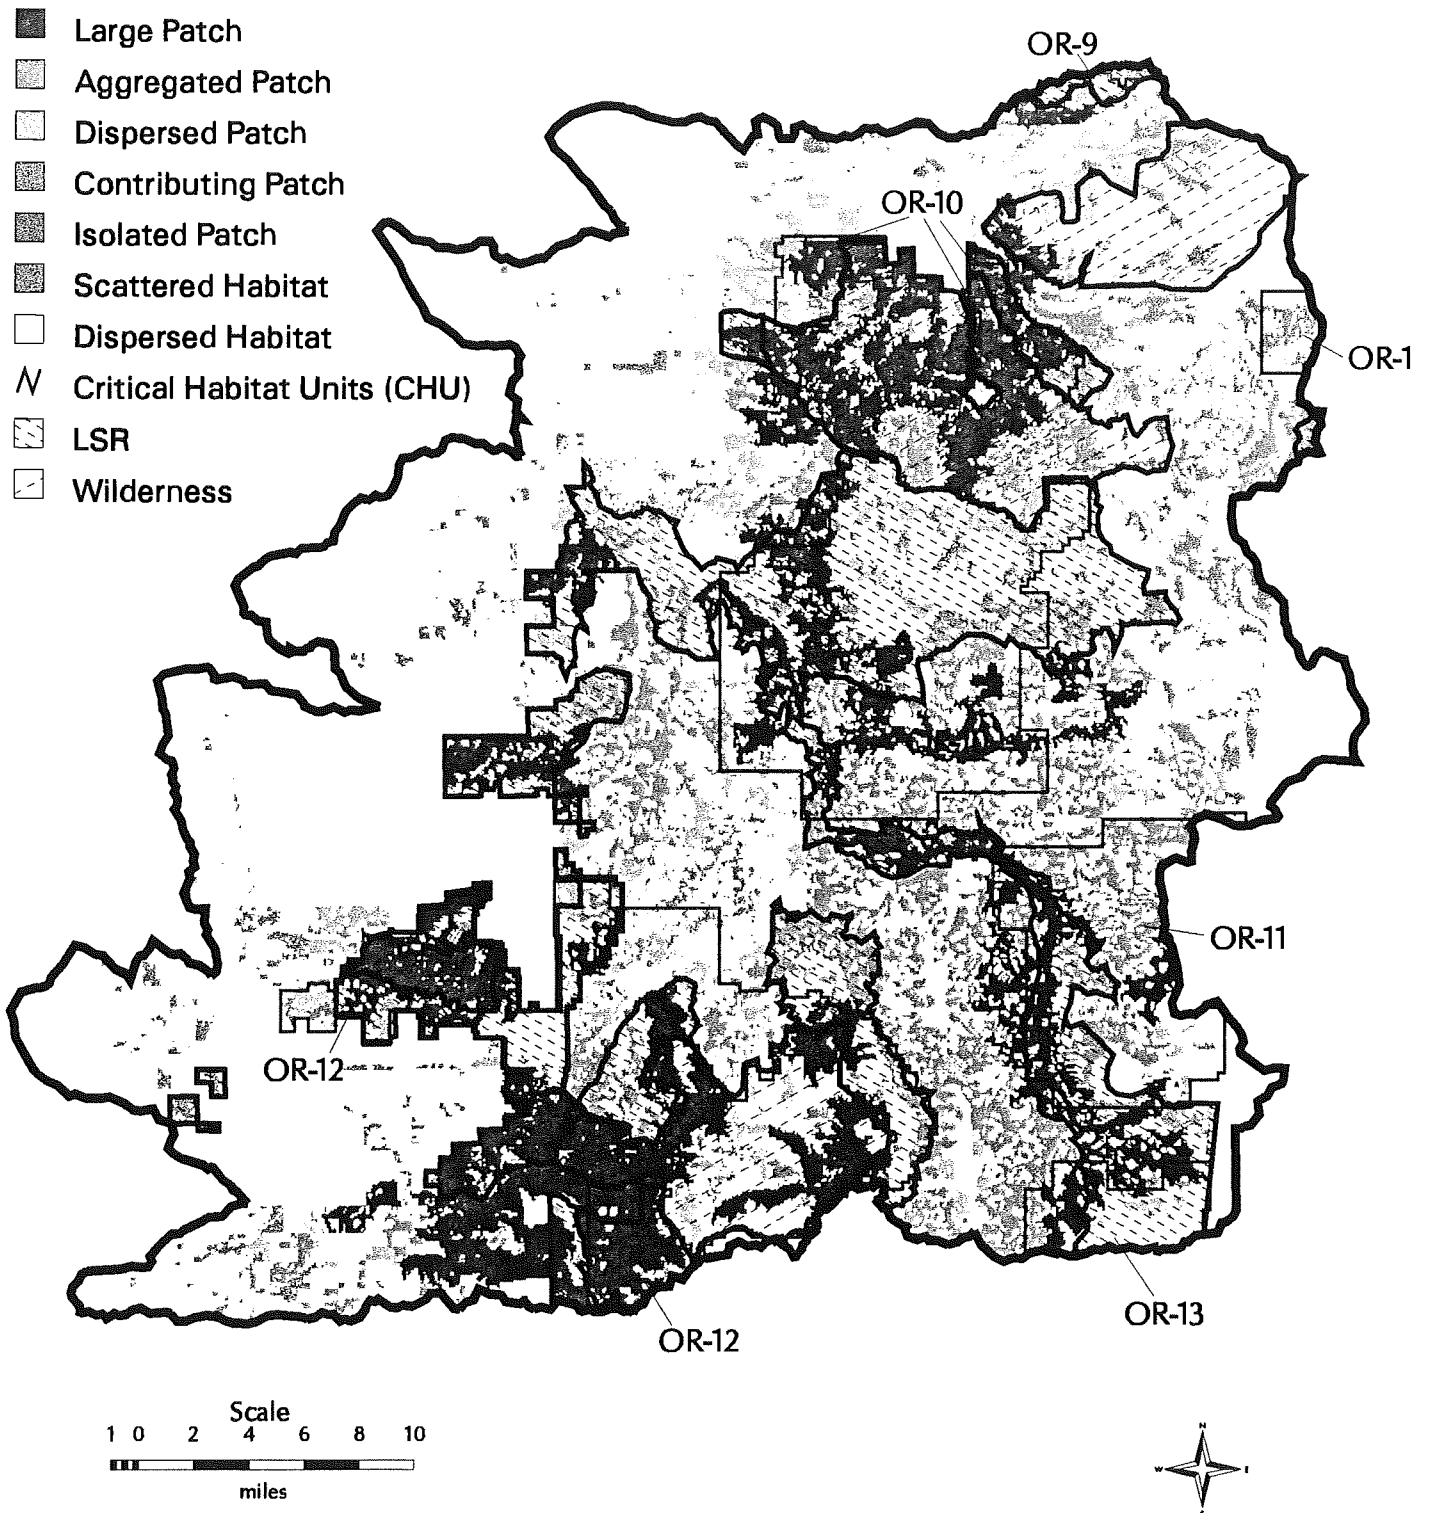 Large Patch
Aggregated Patch
Dispersed Patch
Contributing Patch
Isolated Patch
Scattered Habitat
Dispersed Habitat
Critical Habitat Units (CHU)
LSR
Wilderness
OR-9
OR-10
OR-1
OR-11
OR-12
OR-13
OR-12
Scale
1 0 2 4 6 8 10
miles
N
W